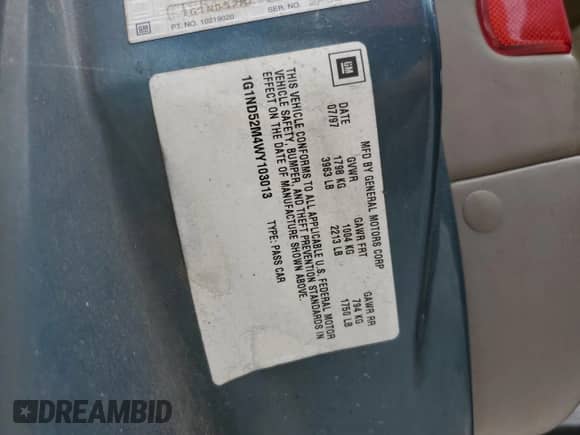 GM
PT. NO. 10219020 SERIAL NO.
GM
MFD BY GENERAL MOTORS CORP
DATE GVWR GAWR FRT GAWR RR
07/97 1798 KG 1004 KG 794 KG
3963 LB 2213 LB 1750 LB
THIS VEHICLE CONFORMS TO ALL APPLICABLE U.S. FEDERAL MOTOR
VEHICLE SAFETY, BUMPER, AND THEFT PREVENTION STANDARDS IN
EFFECT ON THE DATE OF MANUFACTURE SHOWN ABOVE.
1G1ND52M4WY103013 TYPE: PASS CAR
DREAMBID